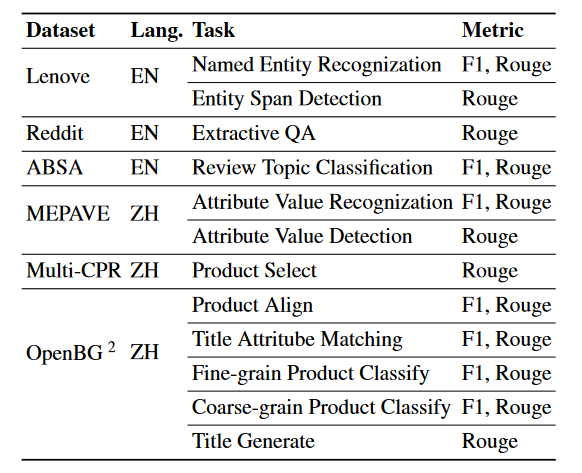 Dataset Lang. Task Metric
Lenove EN Named Entity Recognization F1, Rouge
Entity Span Detection Rouge
Reddit EN Extractive QA Rouge
ABSA EN Review Topic Classification F1, Rouge
MEPAVE ZH Attribute Value Recognization F1, Rouge
Attribute Value Detection Rouge
Multi-CPR ZH Product Select Rouge
OpenBG 2 ZH Product Align F1, Rouge
Title Attritube Matching F1, Rouge
Fine-grain Product Classify F1, Rouge
Coarse-grain Product Classify F1, Rouge
Title Generate Rouge